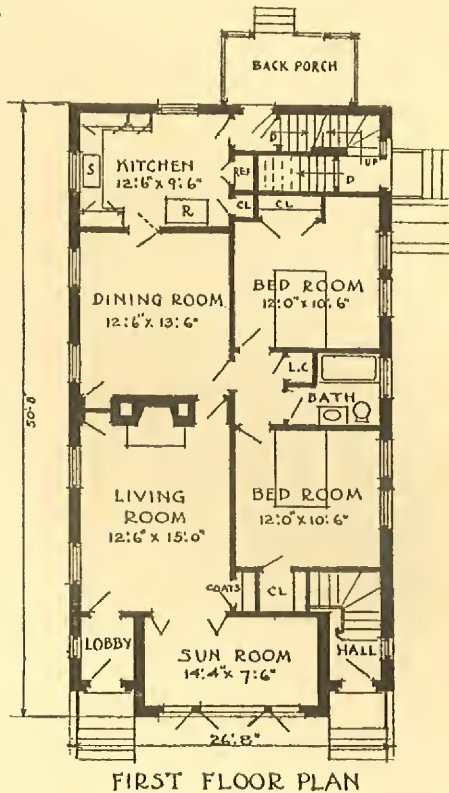 BACK PORCH
D
UP
KITCHEN
12'6" X 9'6"
S
REF
D
R
CL
CL
DINING ROOM
12'6" X 13'6"
BED ROOM
12'0" X 10'6"
L.C
BATH
50'-8"
LIVING
ROOM
12'6" X 15'0"
BED ROOM
12'0" X 10'6"
COATS
CL
LOBBY
SUN ROOM
14'4" X 7'6"
HALL
26'8"
FIRST FLOOR PLAN